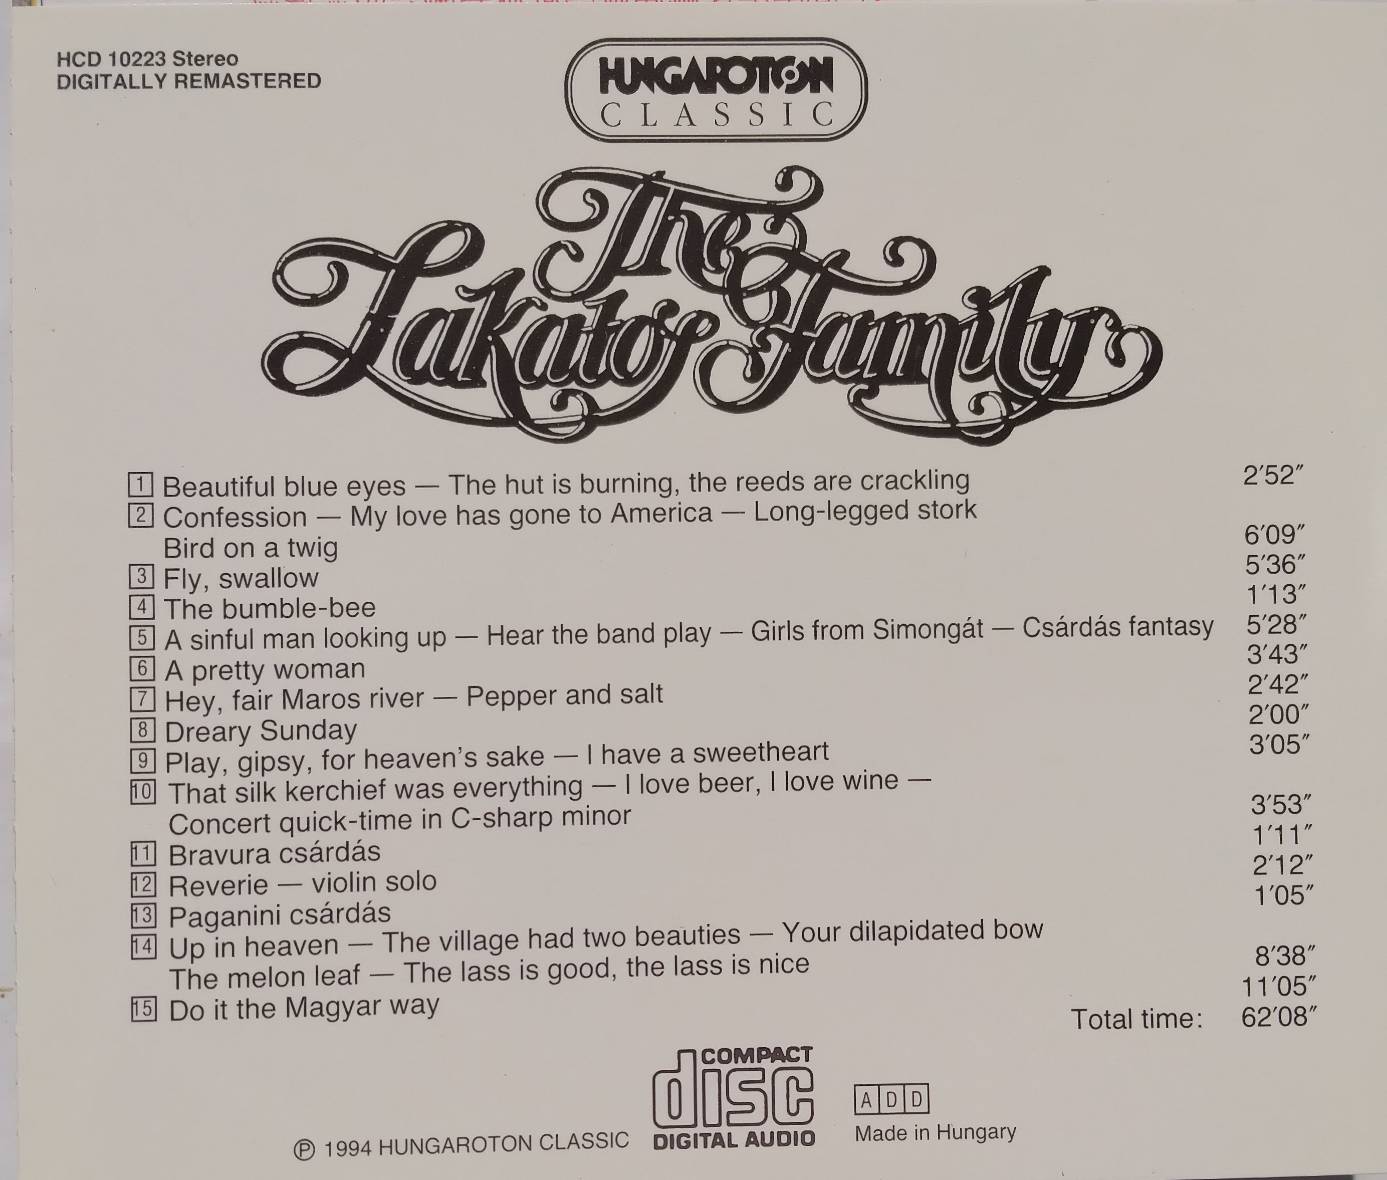 HCD 10223 Stereo
DIGITALLY REMASTERED
HUNGAROTON
CLASSIC
The
Lakatos Family
1 Beautiful blue eyes — The hut is burning, the reeds are crackling 2′52″
2 Confession — My love has gone to America — Long-legged stork
Bird on a twig 6′09″
3 Fly, swallow 5′36″
4 The bumble-bee 1′13″
5 A sinful man looking up — Hear the band play — Girls from Simongát — Csárdás fantasy 5′28″
6 A pretty woman 3′43″
7 Hey, fair Maros river — Pepper and salt 2′42″
8 Dreary Sunday 2′00″
9 Play, gipsy, for heaven's sake — I have a sweetheart 3′05″
10 That silk kerchief was everything — I love beer, I love wine —
Concert quick-time in C-sharp minor 3′53″
11 Bravura csárdás 1′11″
12 Reverie — violin solo 2′12″
13 Paganini csárdás 1′05″
14 Up in heaven — The village had two beauties — Your dilapidated bow
The melon leaf — The lass is good, the lass is nice 8′38″
15 Do it the Magyar way 11′05″
Total time: 62′08″
COMPACT
disc
DIGITAL AUDIO
ADD
Made in Hungary
℗ 1994 HUNGAROTON CLASSIC